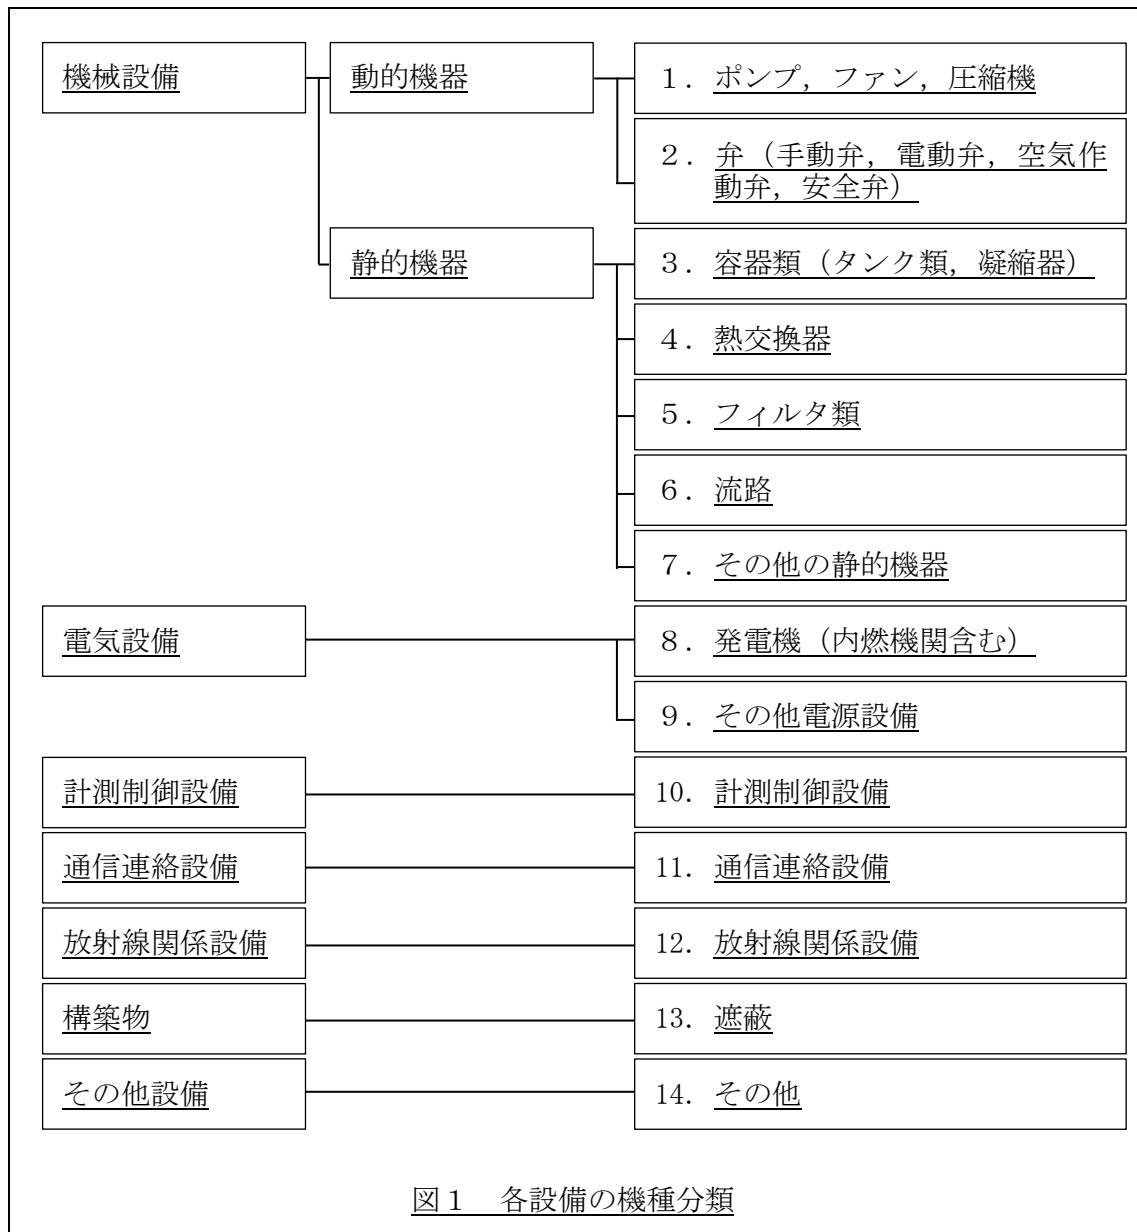 機械設備
動的機器
１．ポンプ，ファン，圧縮機
２．弁（手動弁，電動弁，空気作
動弁，安全弁）
静的機器
３．容器類（タンク類，凝縮器）
４．熱交換器
５．フィルタ類
６．流路
７．その他の静的機器
電気設備
８．発電機（内燃機関含む）
９．その他電源設備
計測制御設備
10．計測制御設備
通信連絡設備
11．通信連絡設備
放射線関係設備
12．放射線関係設備
構築物
13．遮蔽
その他設備
14．その他
図１　各設備の機種分類